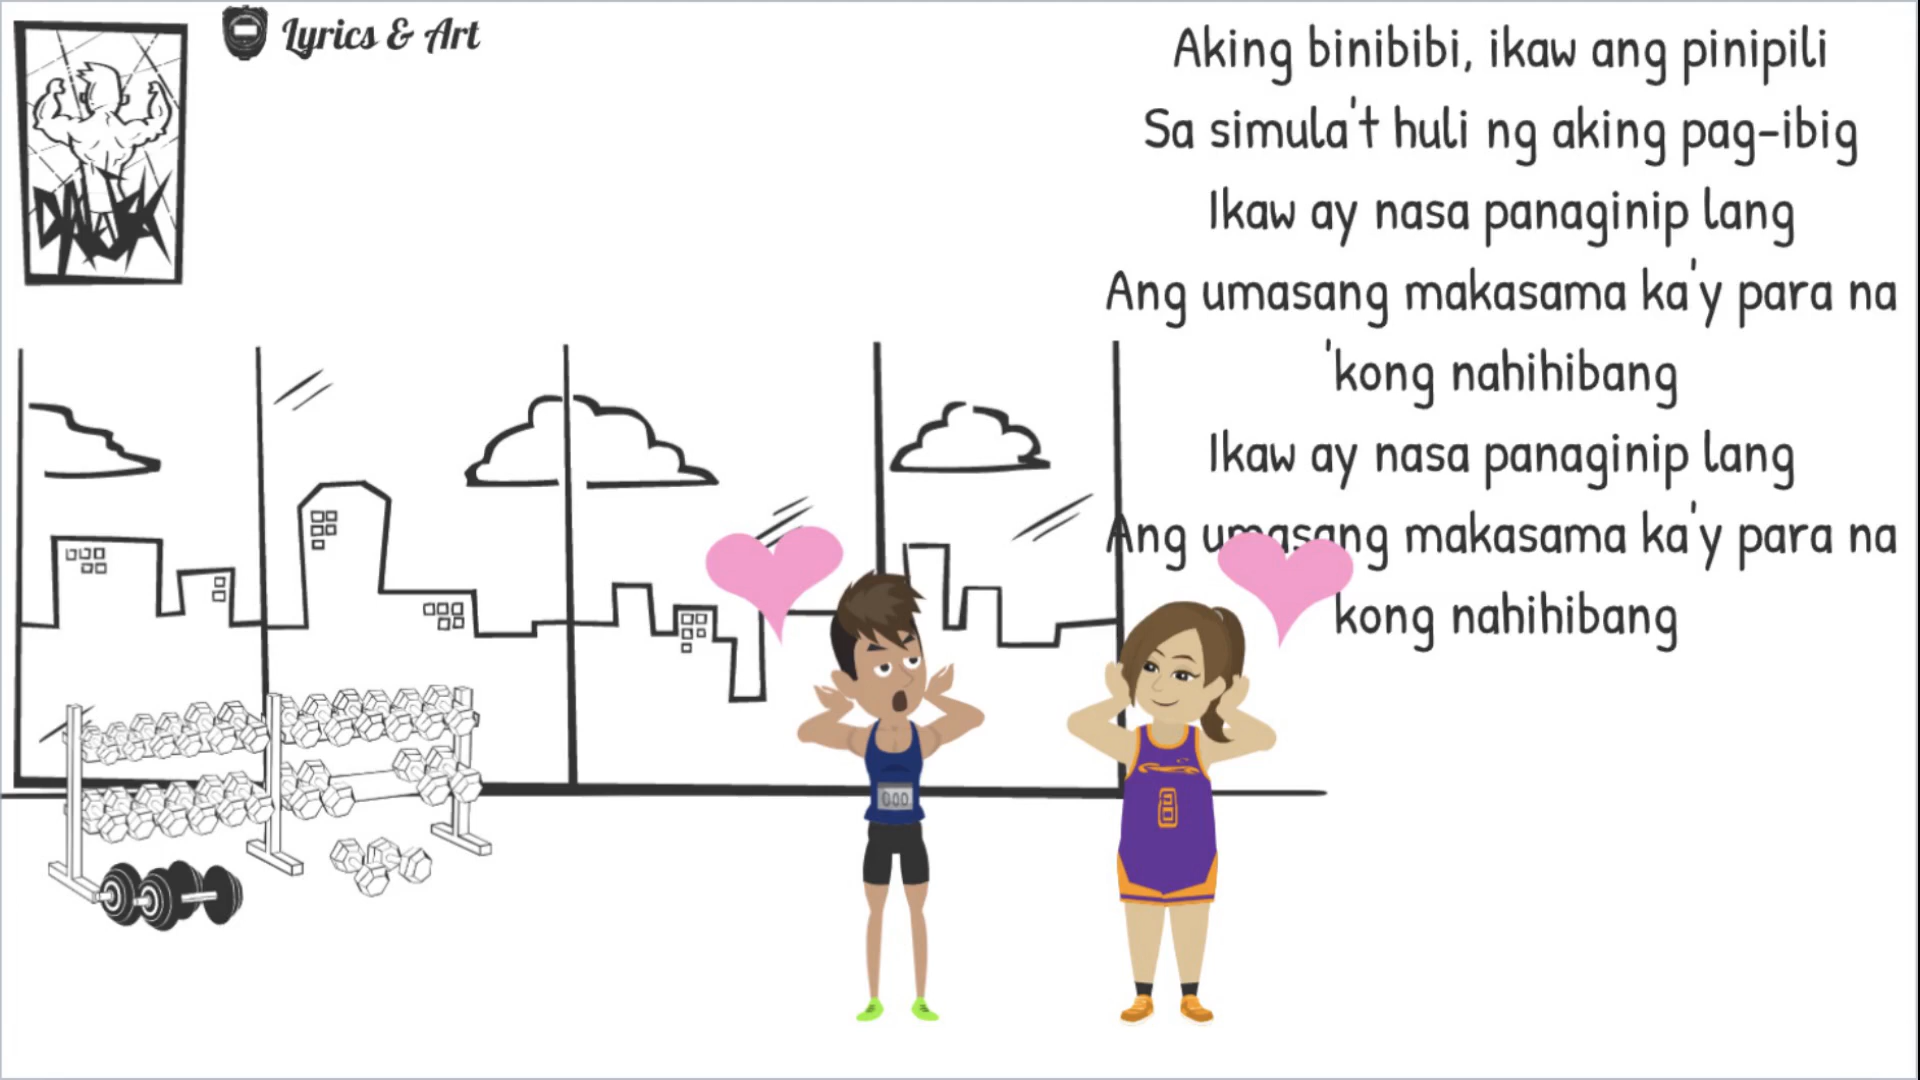 Lyrics & Art
Aking binibibi, ikaw ang pinipili
Sa simula't huli ng aking pag-ibig
Ikaw ay nasa panaginip lang
Ang umasang makasama ka'y para na
'kong nahihibang
Ikaw ay nasa panaginip lang
Ang umasang makasama ka'y para na
kong nahihibang
000
8